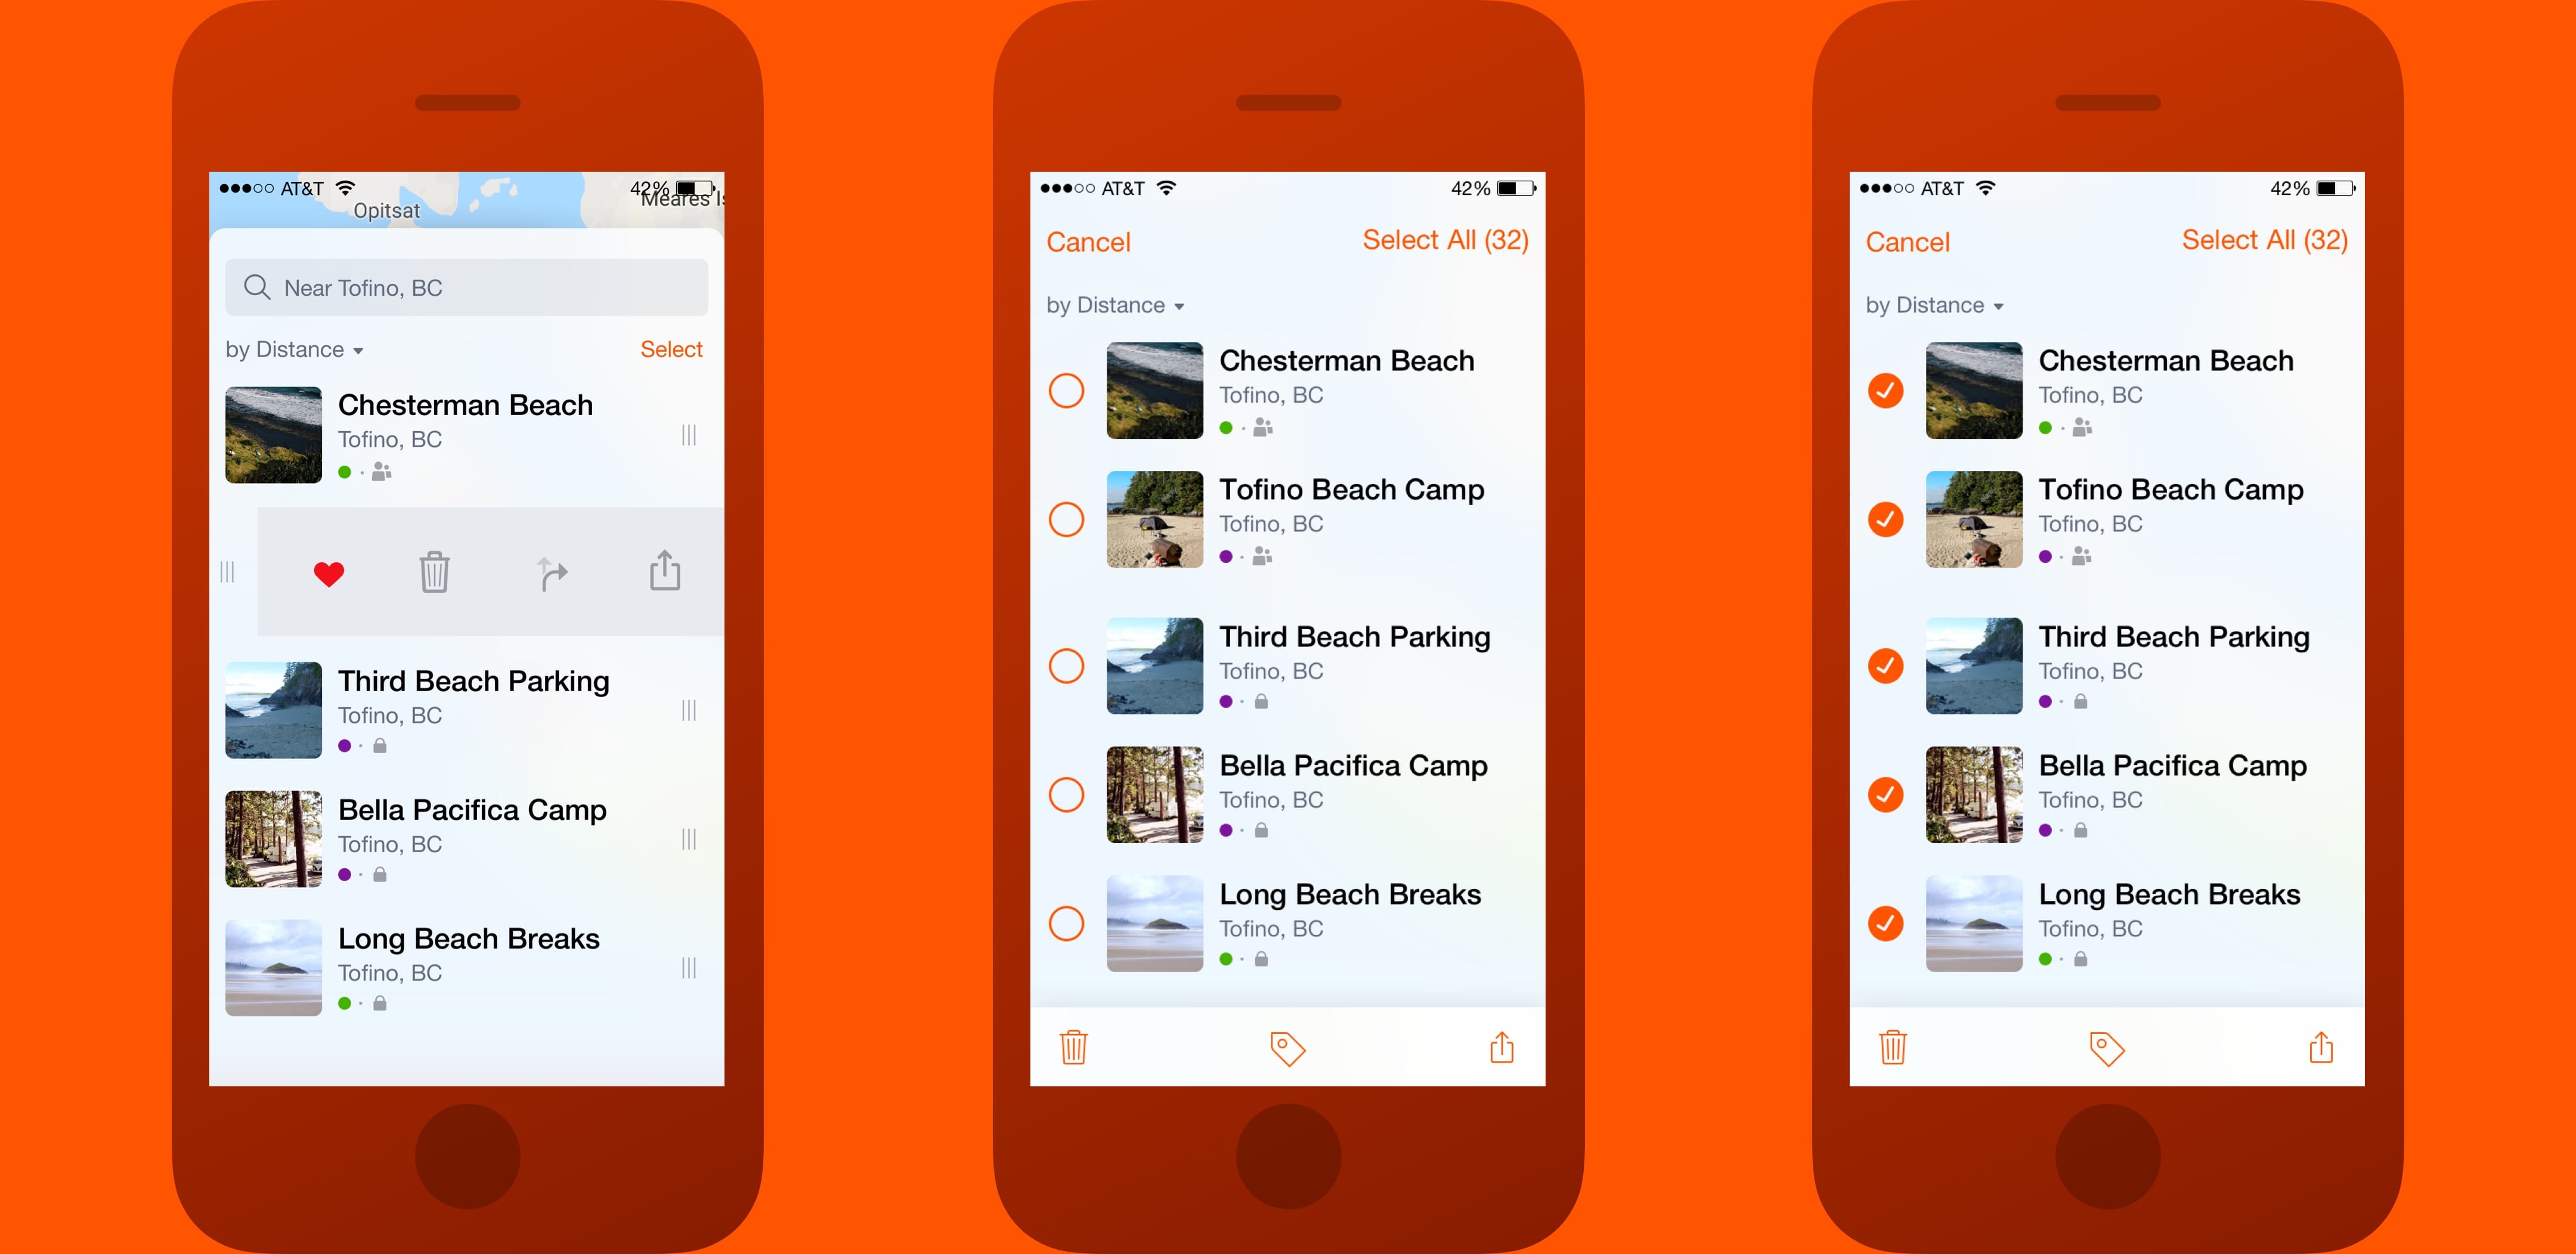 AT&T
42%
Opitsat
Meares Is
Near Tofino, BC
by Distance
Select
Chesterman Beach
Tofino, BC
Third Beach Parking
Tofino, BC
Bella Pacifica Camp
Tofino, BC
Long Beach Breaks
Tofino, BC
AT&T
42%
Cancel
Select All (32)
by Distance
Chesterman Beach
Tofino, BC
Tofino Beach Camp
Tofino, BC
Third Beach Parking
Tofino, BC
Bella Pacifica Camp
Tofino, BC
Long Beach Breaks
Tofino, BC
AT&T
42%
Cancel
Select All (32)
by Distance
Chesterman Beach
Tofino, BC
Tofino Beach Camp
Tofino, BC
Third Beach Parking
Tofino, BC
Bella Pacifica Camp
Tofino, BC
Long Beach Breaks
Tofino, BC